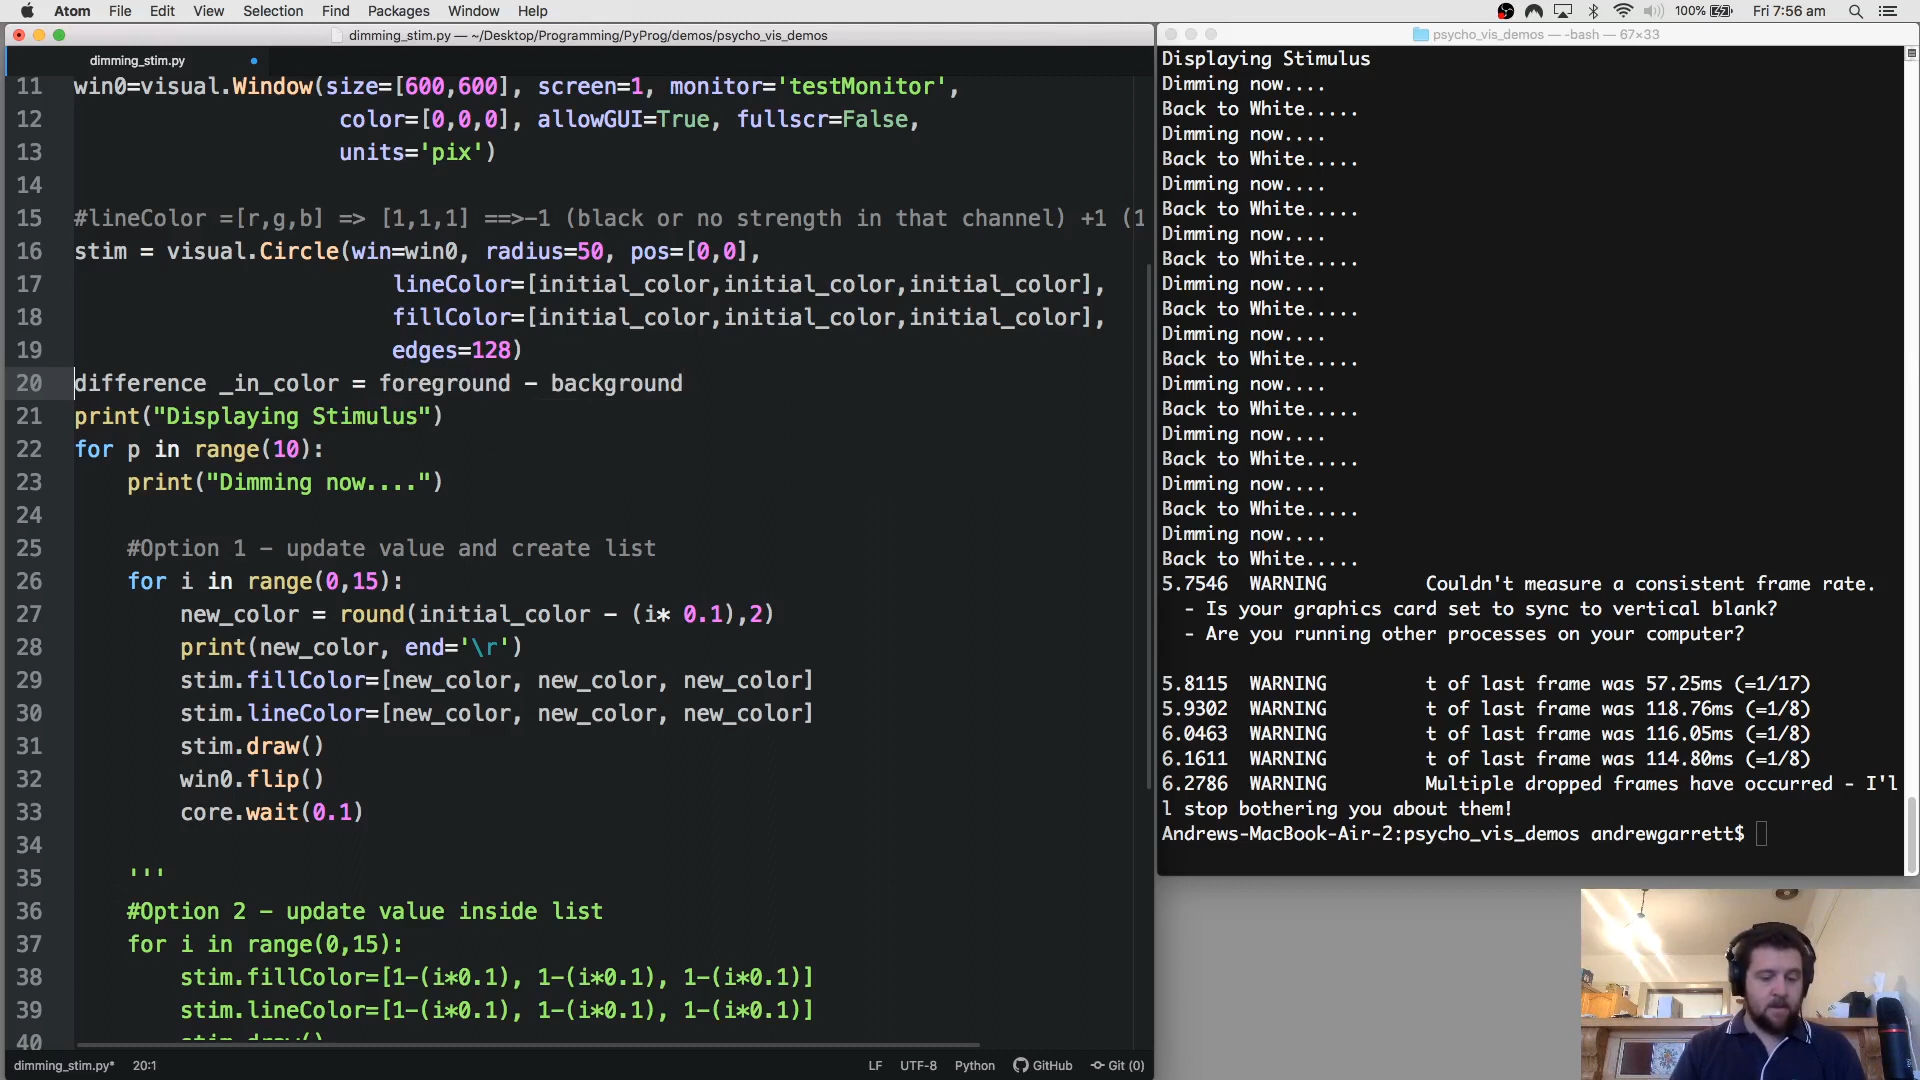 Atom File Edit View Selection Find Packages Window Help 100% Fri 7:56 am
dimming_stim.py — ~/Desktop/Programming/PyProg/demos/psycho_vis_demos
dimming_stim.py
11 win0=visual.Window(size=[600,600], screen=1, monitor='testMonitor',
12 color=[0,0,0], allowGUI=True, fullscr=False,
13 units='pix')
14
15 #lineColor =[r,g,b] => [1,1,1] ==>-1 (black or no strength in that channel) +1 (1
16 stim = visual.Circle(win=win0, radius=50, pos=[0,0],
17 lineColor=[initial_color,initial_color,initial_color],
18 fillColor=[initial_color,initial_color,initial_color],
19 edges=128)
20 difference _in_color = foreground - background
21 print("Displaying Stimulus")
22 for p in range(10):
23 print("Dimming now....")
24
25 #Option 1 - update value and create list
26 for i in range(0,15):
27 new_color = round(initial_color - (i* 0.1),2)
28 print(new_color, end='\r')
29 stim.fillColor=[new_color, new_color, new_color]
30 stim.lineColor=[new_color, new_color, new_color]
31 stim.draw()
32 win0.flip()
33 core.wait(0.1)
34
35 '''
36 #Option 2 - update value inside list
37 for i in range(0,15):
38 stim.fillColor=[1-(i*0.1), 1-(i*0.1), 1-(i*0.1)]
39 stim.lineColor=[1-(i*0.1), 1-(i*0.1), 1-(i*0.1)]
40 stim.draw()
dimming_stim.py* 20:1 LF UTF-8 Python GitHub Git (0)
psycho_vis_demos — -bash — 67×33
Displaying Stimulus
Dimming now....
Back to White.....
Dimming now....
Back to White.....
Dimming now....
Back to White.....
Dimming now....
Back to White.....
Dimming now....
Back to White.....
Dimming now....
Back to White.....
Dimming now....
Back to White.....
Dimming now....
Back to White.....
Dimming now....
Back to White.....
Dimming now....
Back to White.....
5.7546 WARNING Couldn't measure a consistent frame rate.
- Is your graphics card set to sync to vertical blank?
- Are you running other processes on your computer?
5.8115 WARNING t of last frame was 57.25ms (=1/17)
5.9302 WARNING t of last frame was 118.76ms (=1/8)
6.0463 WARNING t of last frame was 116.05ms (=1/8)
6.1611 WARNING t of last frame was 114.80ms (=1/8)
6.2786 WARNING Multiple dropped frames have occurred - I'l
l stop bothering you about them!
Andrews-MacBook-Air-2:psycho_vis_demos andrewgarrett$